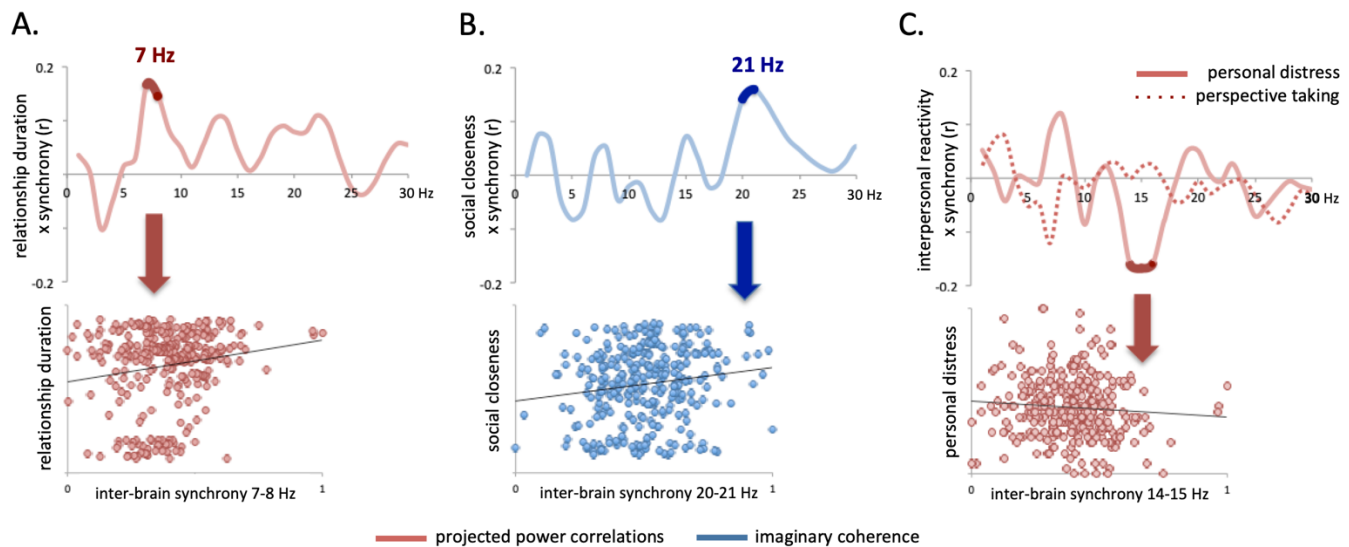 A.
7 Hz
relationship duration
x synchrony (r)
0.2
-0.2
0
5
10
15
20
25
30 Hz
relationship duration
0
1
inter-brain synchrony 7-8 Hz
B.
21 Hz
social closeness
x synchrony (r)
0.2
-0.2
0
5
10
15
20
25
30 Hz
social closeness
0
1
inter-brain synchrony 20-21 Hz
C.
personal distress
perspective taking
interpersonal reactivity
x synchrony (r)
0.2
-0.2
0
5
10
15
20
25
30 Hz
personal distress
0
1
inter-brain synchrony 14-15 Hz
projected power correlations
imaginary coherence